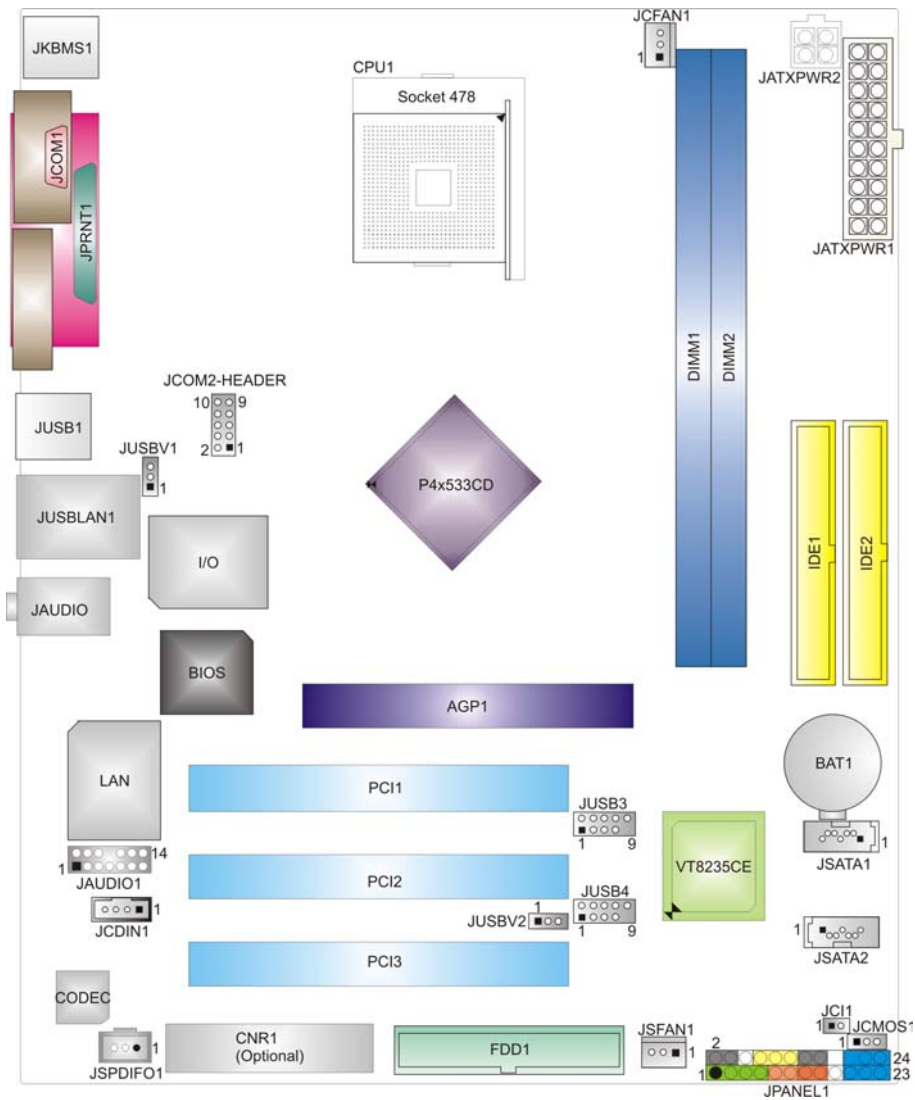 JKBMS1
JCFAN1
1
JATXPWR2
CPU1
Socket 478
JCOM1
JPRNT1
JATXPWR1
DIMM1
DIMM2
JCOM2-HEADER
10 9
2 1
JUSB1
JUSBV1
1
P4x533CD
IDE1
IDE2
JUSBLAN1
I/O
JAUDIO
BIOS
AGP1
LAN
PCI1
BAT1
JUSB3
1 9
1
JSATA1
14
1
JAUDIO1
PCI2
VT8235CE
JUSB4
1 9
1
JCDIN1
1
JUSBV2
1
JSATA2
PCI3
CODEC
1
JSPDIFO1
CNR1
(Optional)
FDD1
JSFAN1
1
JCI1
1
JCMOS1
1
2 24
1 23
JPANEL1